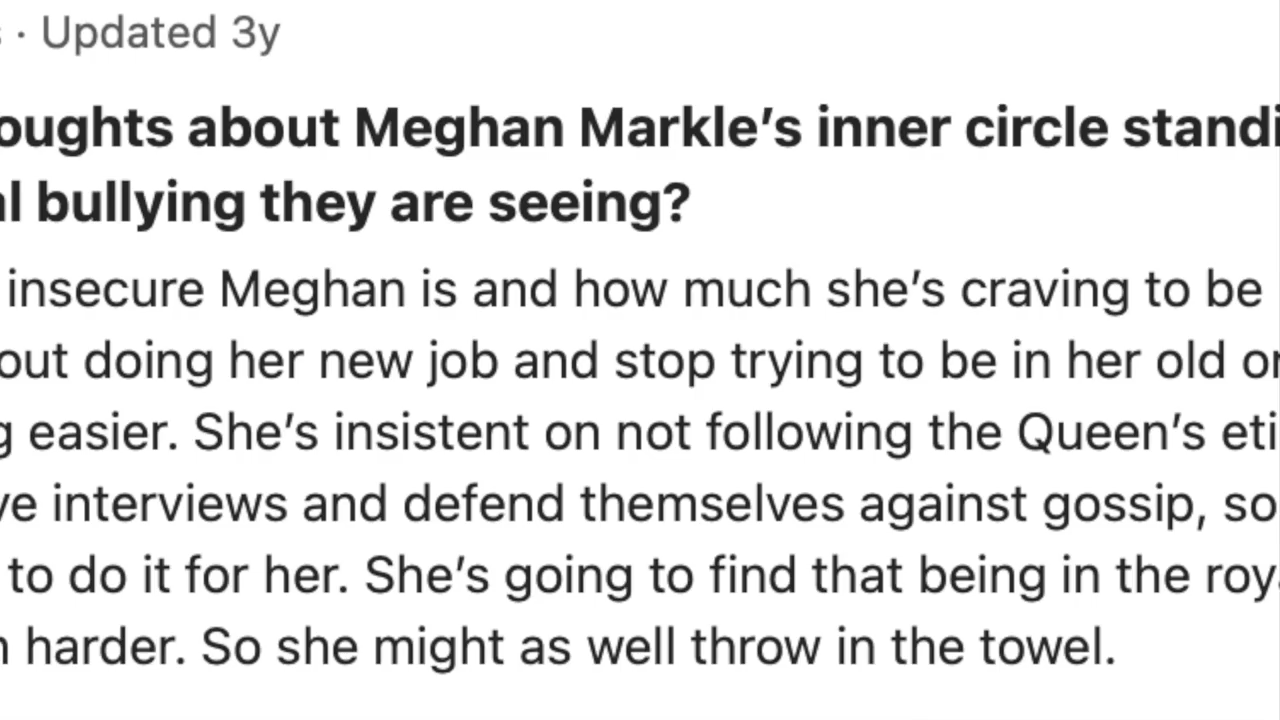 · Updated 3y
oughts about Meghan Markle’s inner circle standi
al bullying they are seeing?
insecure Meghan is and how much she’s craving to be
out doing her new job and stop trying to be in her old or
g easier. She’s insistent on not following the Queen’s eti
ve interviews and defend themselves against gossip, so
to do it for her. She’s going to find that being in the roy
harder. So she might as well throw in the towel.